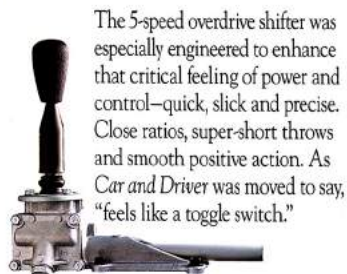 The 5-speed overdrive shifter was
especially engineered to enhance
that critical feeling of power and
control—quick, slick and precise.
Close ratios, super-short throws
and smooth positive action. As
Car and Driver was moved to say,
“feels like a toggle switch.”